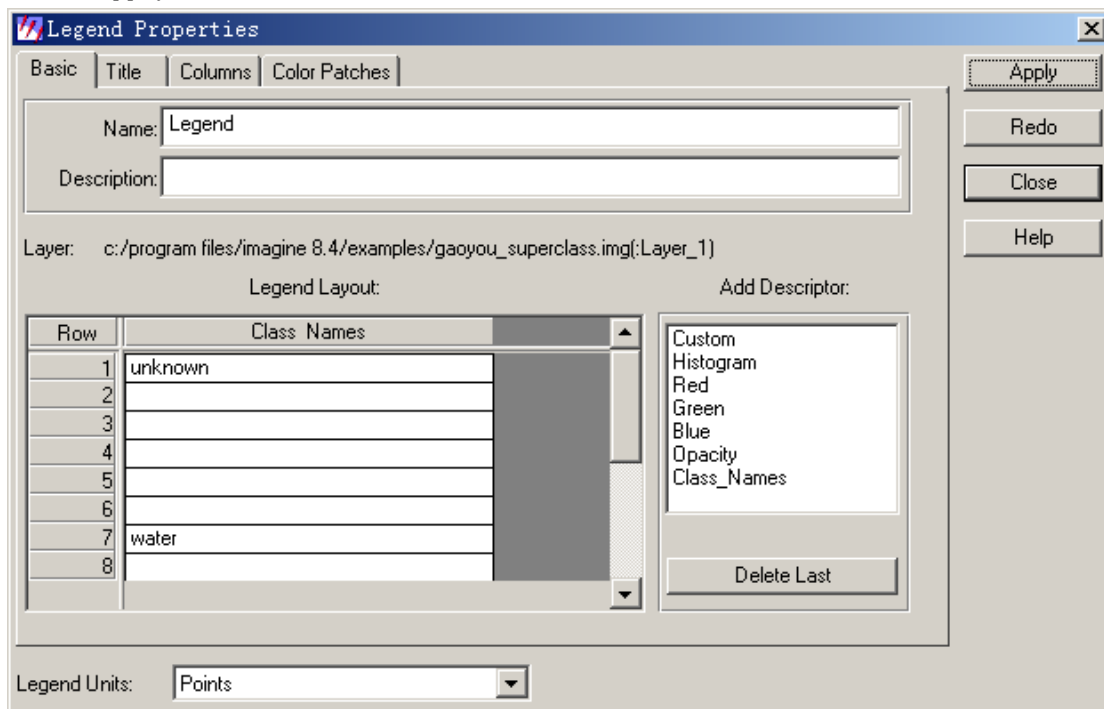 Legend Properties
Basic Title Columns Color Patches
Apply
Redo
Close
Help
Name: Legend
Description:
Layer: c:/program files/imagine 8.4/examples/gaoyou_superclass.img(:Layer_1)
Legend Layout:
Row Class_Names
1 unknown
2
3
4
5
6
7 water
8
Add Descriptor:
Custom
Histogram
Red
Green
Blue
Opacity
Class_Names
Delete Last
Legend Units: Points